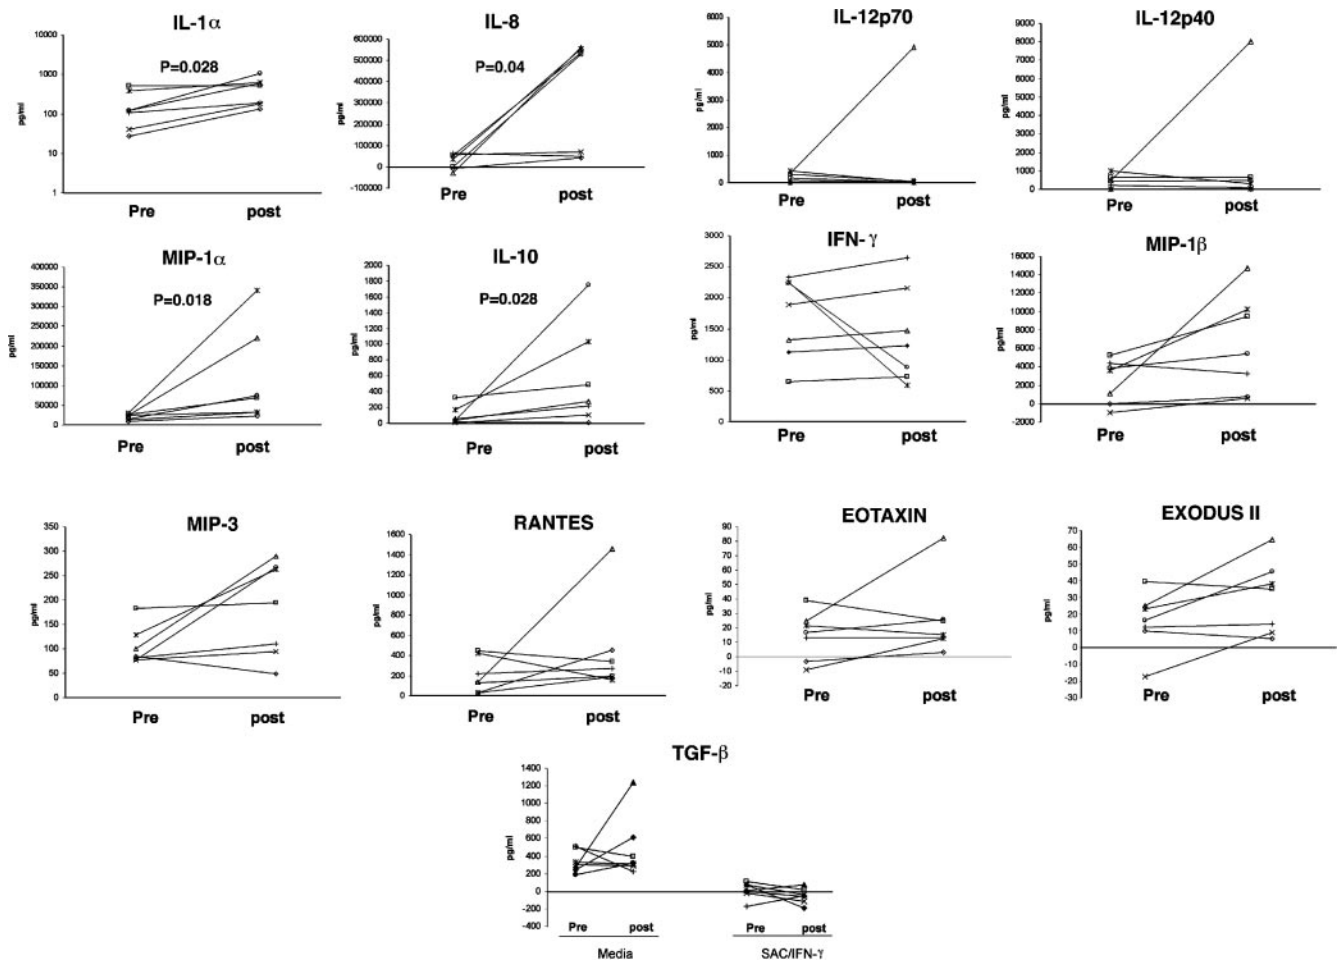 IL-1α
10000
1000
100
10
1
pg/ml
P=0.028
Pre post
IL-8
600000
500000
400000
300000
200000
100000
0
-100000
pg/ml
P=0.04
Pre post
IL-12p70
6000
5000
4000
3000
2000
1000
0
pg/ml
Pre post
IL-12p40
9000
8000
7000
6000
5000
4000
3000
2000
1000
0
pg/ml
Pre post
MIP-1α
400000
350000
300000
250000
200000
150000
100000
50000
0
pg/ml
P=0.018
Pre post
IL-10
2000
1800
1600
1400
1200
1000
800
600
400
200
0
pg/ml
P=0.028
Pre post
IFN- γ
3000
2500
2000
1500
1000
500
0
pg/ml
Pre post
MIP-1β
16000
14000
12000
10000
8000
6000
4000
2000
0
-2000
pg/ml
Pre post
MIP-3
350
300
250
200
150
100
50
0
pg/ml
Pre post
RANTES
1600
1400
1200
1000
800
600
400
200
0
pg/ml
Pre post
EOTAXIN
90
80
70
60
50
40
30
20
10
0
-10
-20
pg/ml
Pre post
EXODUS II
70
60
50
40
30
20
10
0
-10
-20
-30
pg/ml
Pre post
TGF-β
1400
1200
1000
800
600
400
200
0
-200
-400
pg/ml
Pre post Pre post
Media SAC/IFN-γ